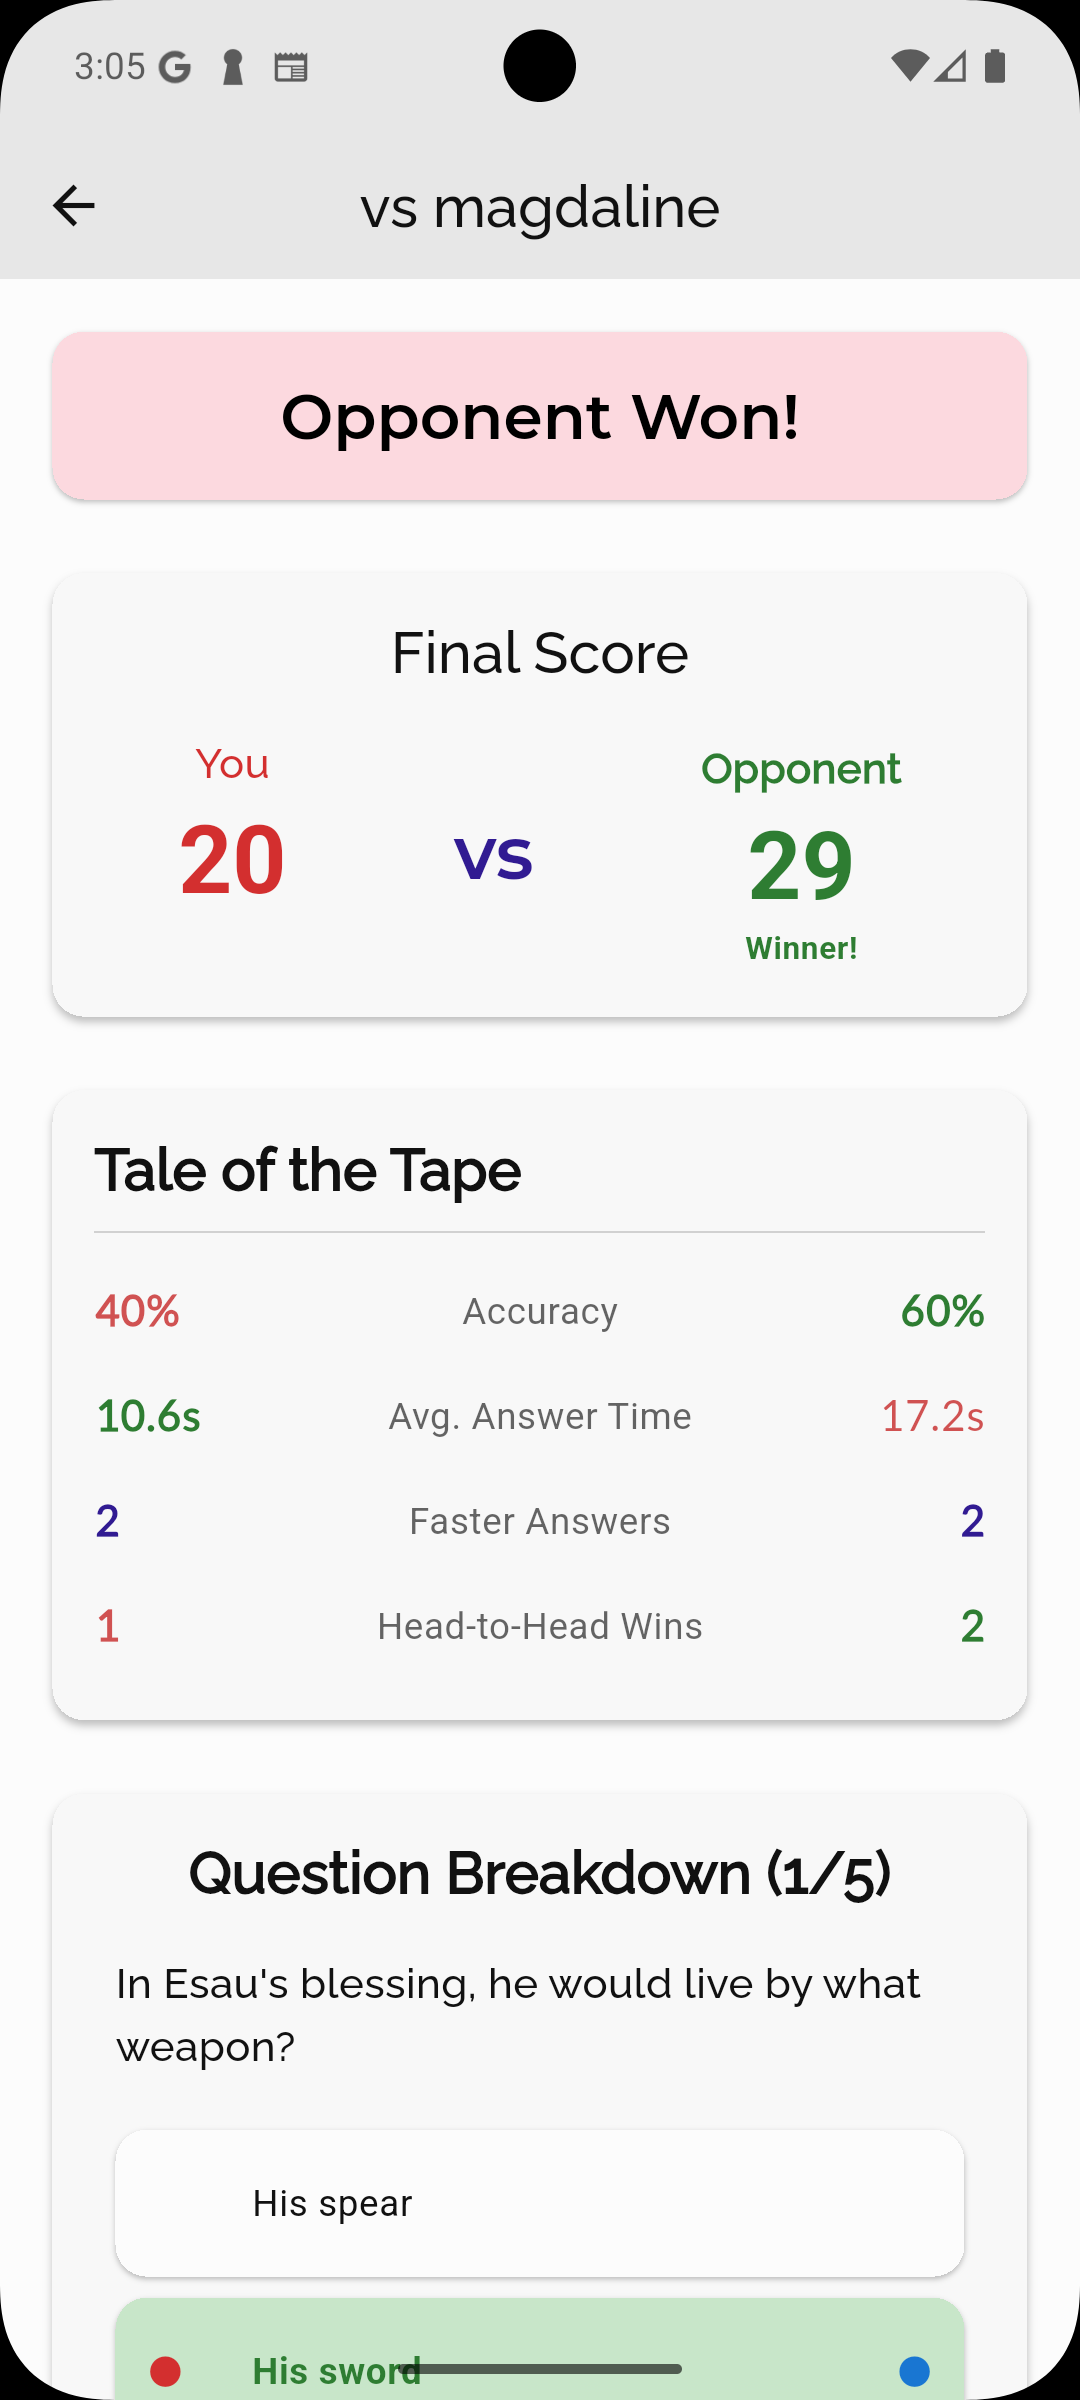 3:05
vs magdaline
Opponent Won!
Final Score
You
Opponent
20
VS
29
Winner!
Tale of the Tape
40% Accuracy 60%
10.6s Avg. Answer Time 17.2s
2 Faster Answers 2
1 Head-to-Head Wins 2
Question Breakdown (1/5)
In Esau's blessing, he would live by what
weapon?
His spear
His sword